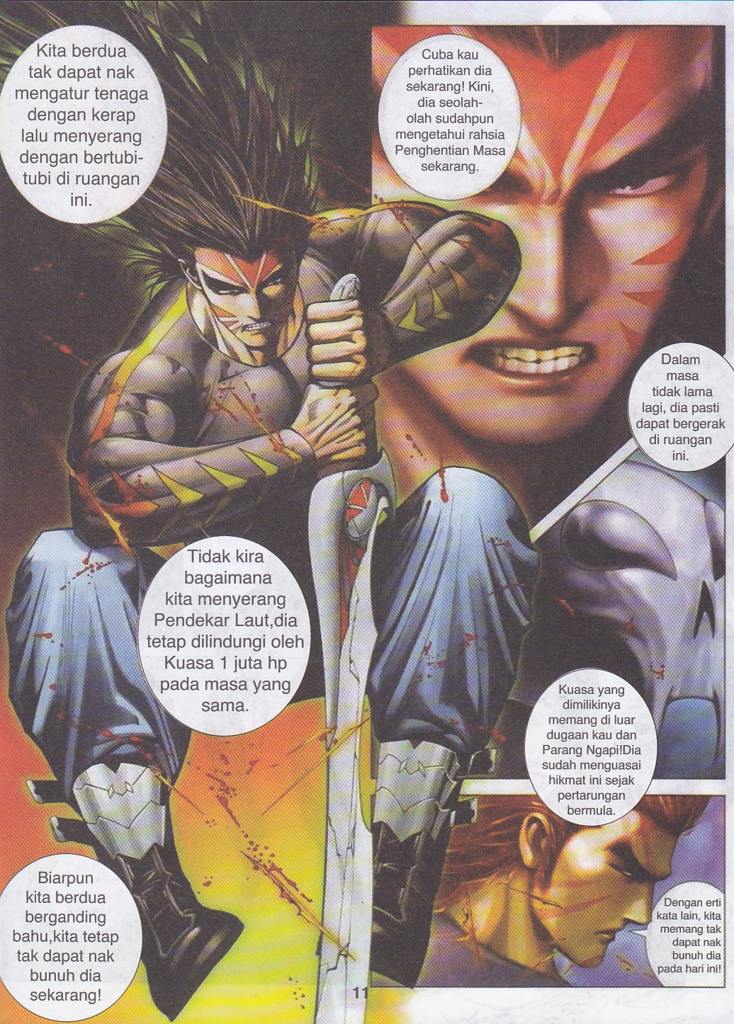 Kita berdua
tak dapat nak
mengatur tenaga
dengan kerap
lalu menyerang
dengan bertubi-
tubi di ruangan
ini.
Cuba kau
perhatikan dia
sekarang! Kini,
dia seolah-
olah sudahpun
mengetahui rahsia
Penghentian Masa
sekarang.
Dalam
masa
tidak lama
lagi, dia pasti
dapat bergerak
di ruangan
ini.
Tidak kira
bagaimana
kita menyerang
Pendekar Laut,dia
tetap dilindungi oleh
Kuasa 1 juta hp
pada masa yang
sama.
Kuasa yang
dimilikinya
memang di luar
dugaan kau dan
Parang Ngapi!Dia
sudah menguasai
hikmat ini sejak
pertarungan
bermula.
Biarpun
kita berdua
berganding
bahu,kita tetap
tak dapat nak
bunuh dia
sekarang!
Dengan erti
kata lain, kita
memang tak
dapat nak
bunuh dia
pada hari ini!
11